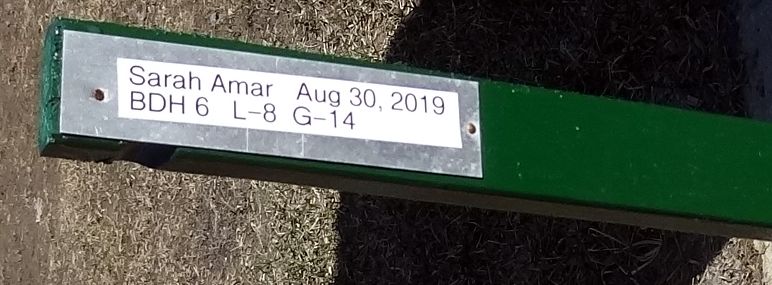 Sarah Amar Aug 30, 2019
BDH 6 L-8 G-14